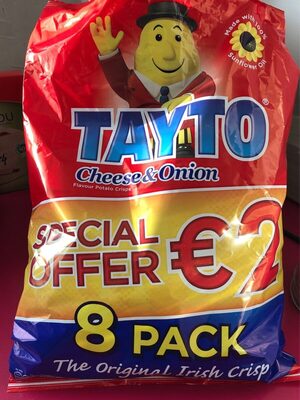 Made with 100%
Sunflower Oil
TAYTO®
Cheese & Onion
Flavour Potato Crisps
SPECIAL
OFFER €2
8 PACK
The Original Irish Crisp